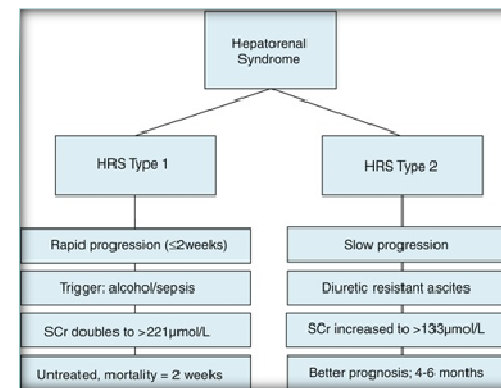 Hepatorenal
Syndrome
HRS Type 1
HRS Type 2
Rapid progression (≤2weeks)
Slow progression
Trigger: alcohol/sepsis
Diuretic resistant ascites
SCr doubles to >221µmol/L
SCr increased to >133µmol/L
Untreated, mortality = 2 weeks
Better prognosis; 4-6 months